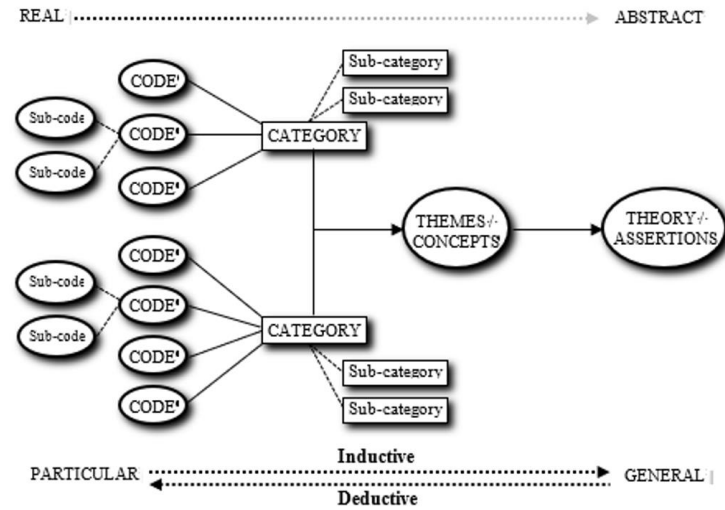 REAL
ABSTRACT
Sub-category
CODE
Sub-category
Sub-code
CODE
CATEGORY
Sub-code
CODE
THEMES/
CONCEPTS
THEORY/
ASSERTIONS
CODE
Sub-code
CODE
Sub-code
CATEGORY
CODE
Sub-category
CODE
Sub-category
Inductive
PARTICULAR
GENERAL
Deductive